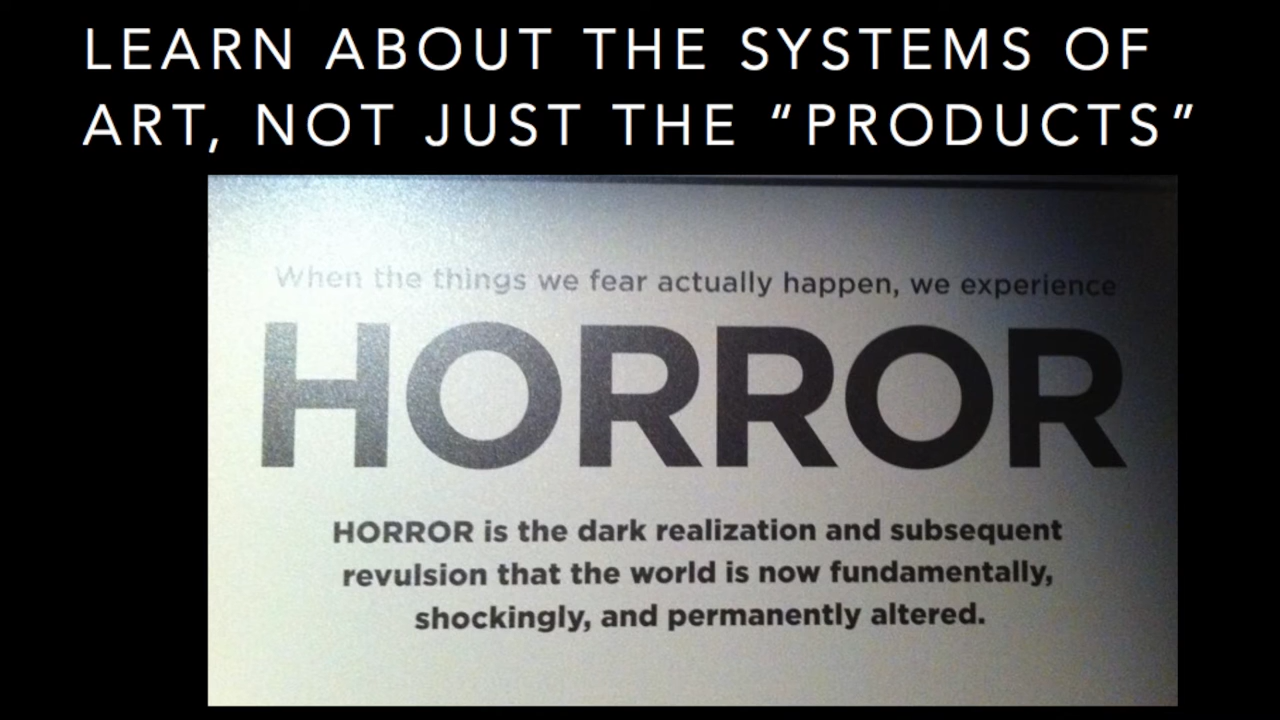 LEARN ABOUT THE SYSTEMS OF
ART, NOT JUST THE “PRODUCTS”
When the things we fear actually happen, we experience
HORROR
HORROR is the dark realization and subsequent
revulsion that the world is now fundamentally,
shockingly, and permanently altered.